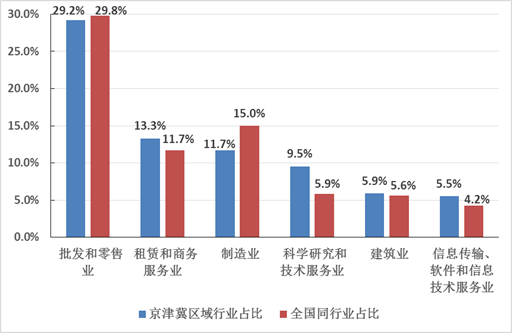 30.0%
25.0%
20.0%
15.0%
10.0%
5.0%
0.0%
29.2%
29.8%
13.3%
11.7%
11.7%
15.0%
9.5%
5.9%
5.9%
5.6%
5.5%
4.2%
批发和零售
业
租赁和商务
服务业
制造业
科学研究和
技术服务业
建筑业
信息传输、
软件和信息
技术服务业
京津冀区域行业占比
全国同行业占比